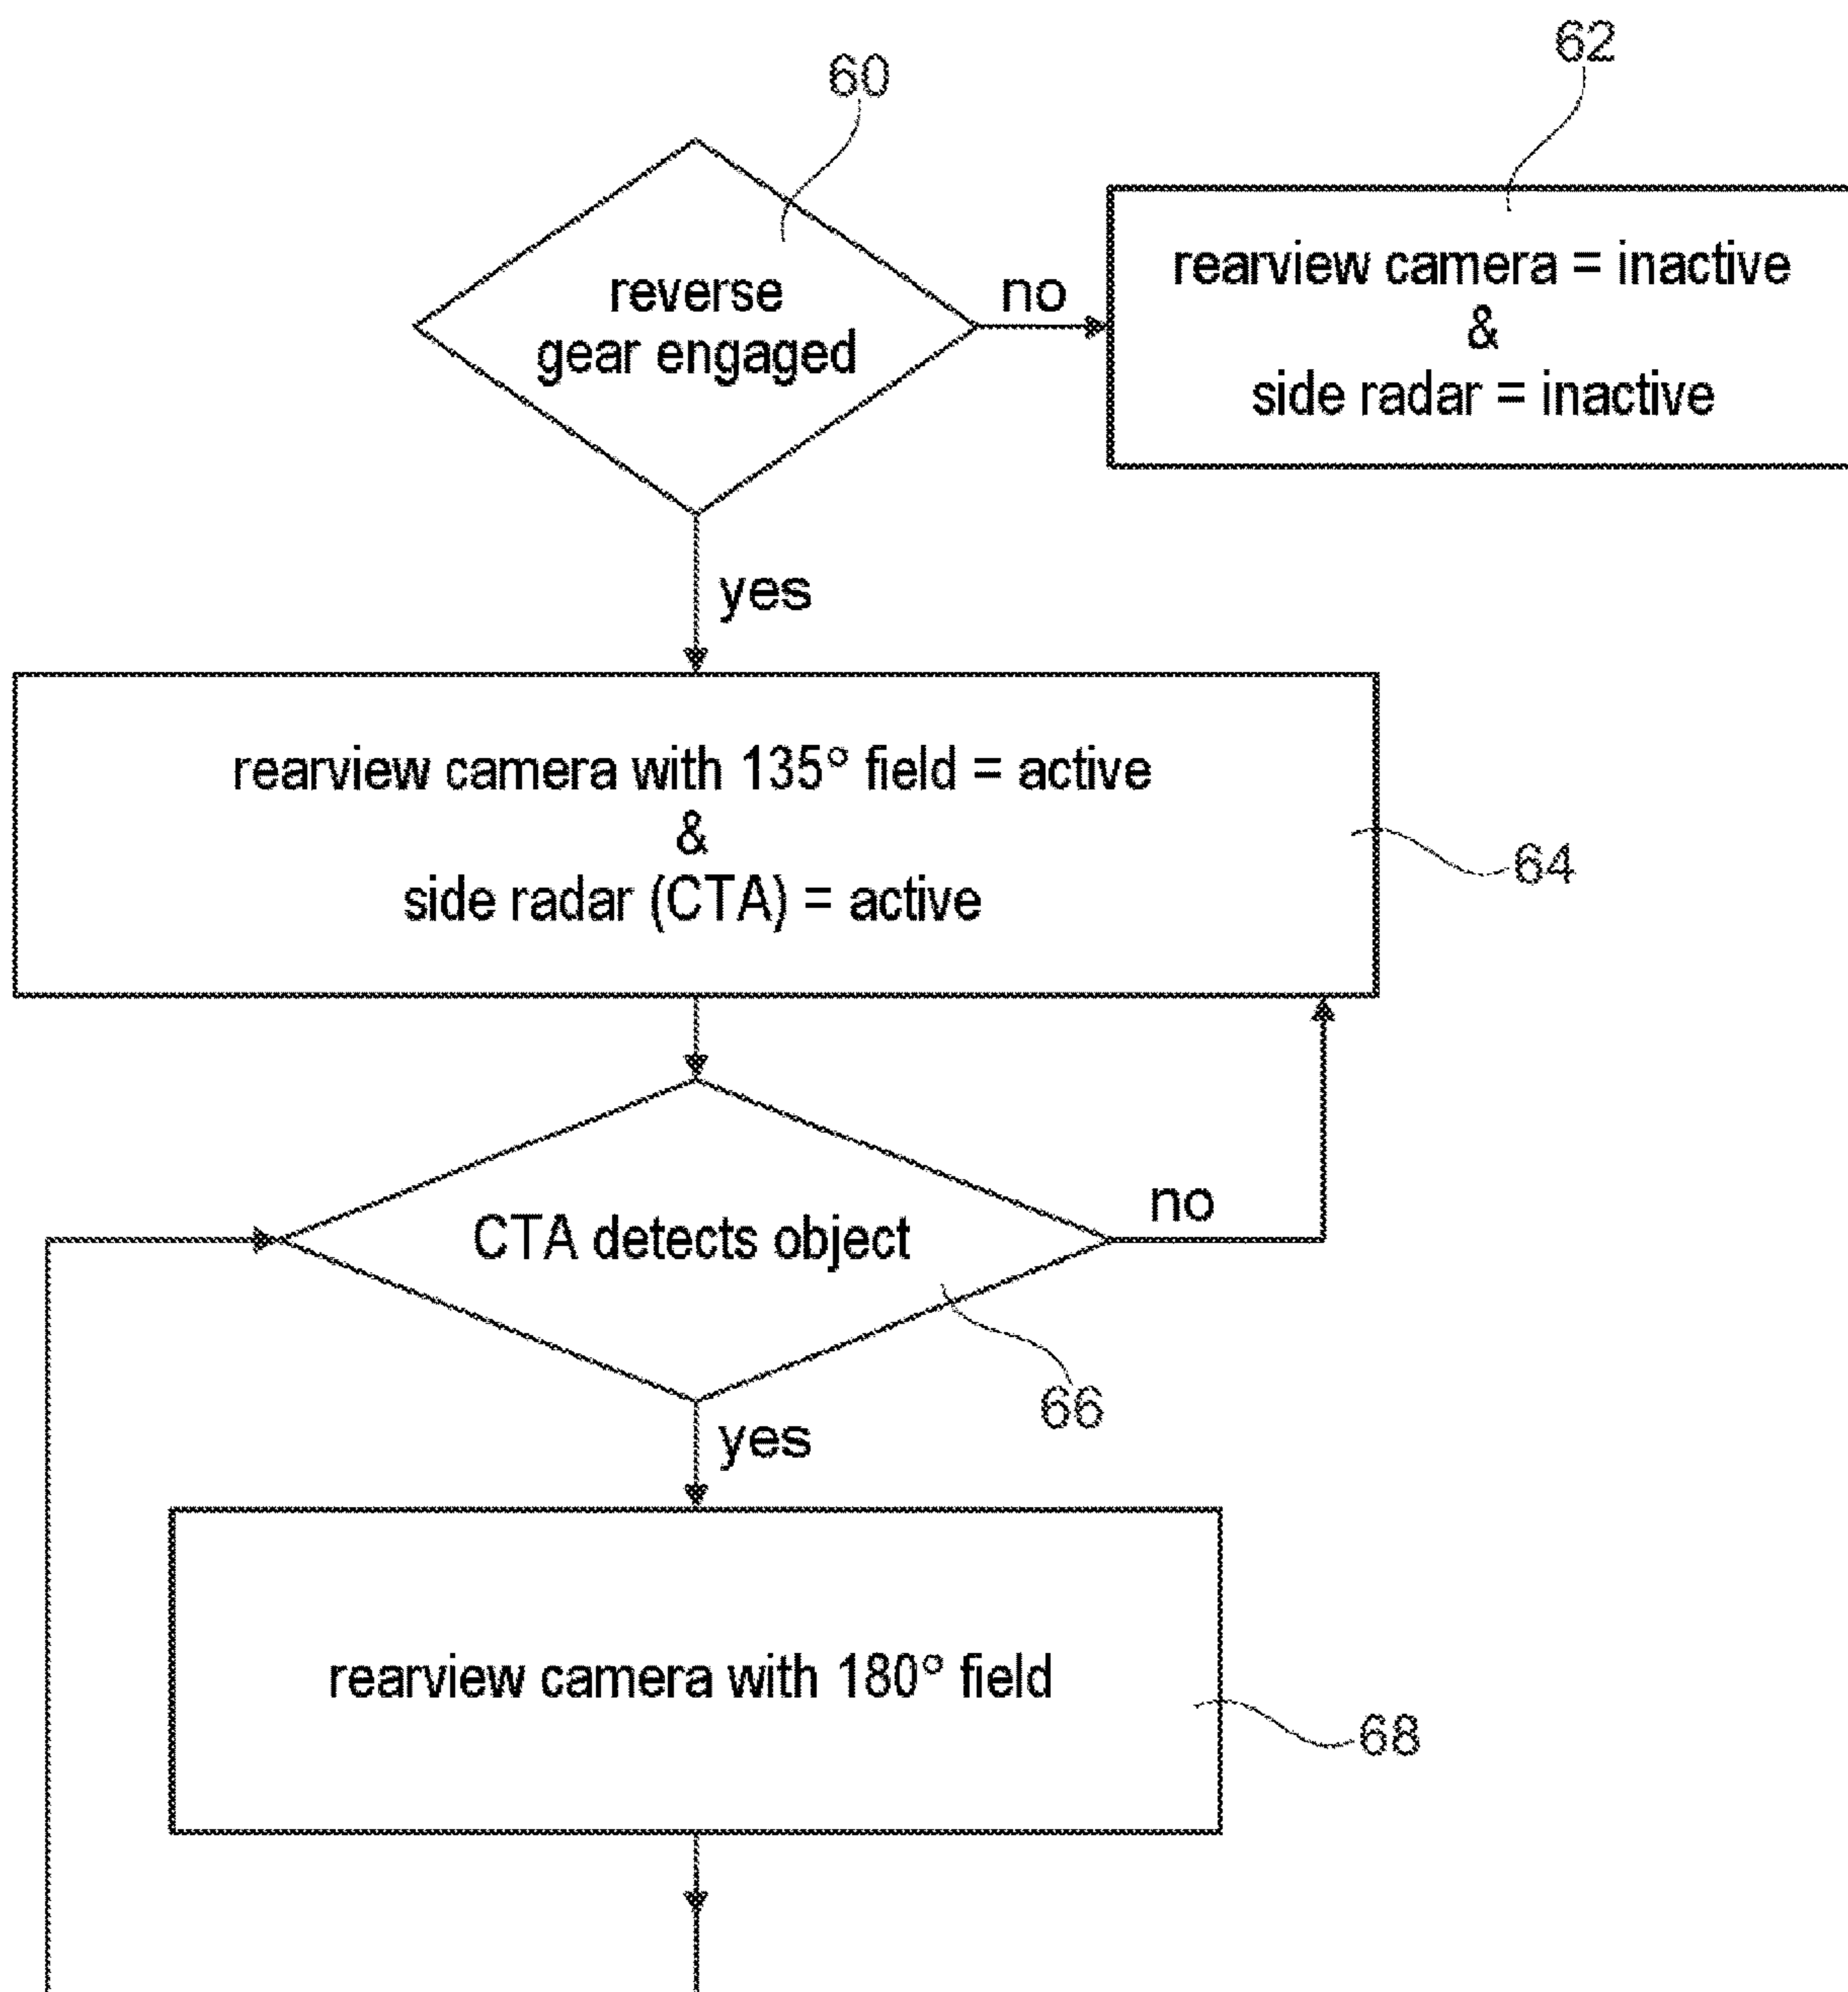 60
62
reverse
gear engaged
no
rearview camera = inactive
&
side radar = inactive
yes
rearview camera with 135° field = active
&
side radar (CTA) = active
64
CTA detects object
no
66
yes
rearview camera with 180° field
68